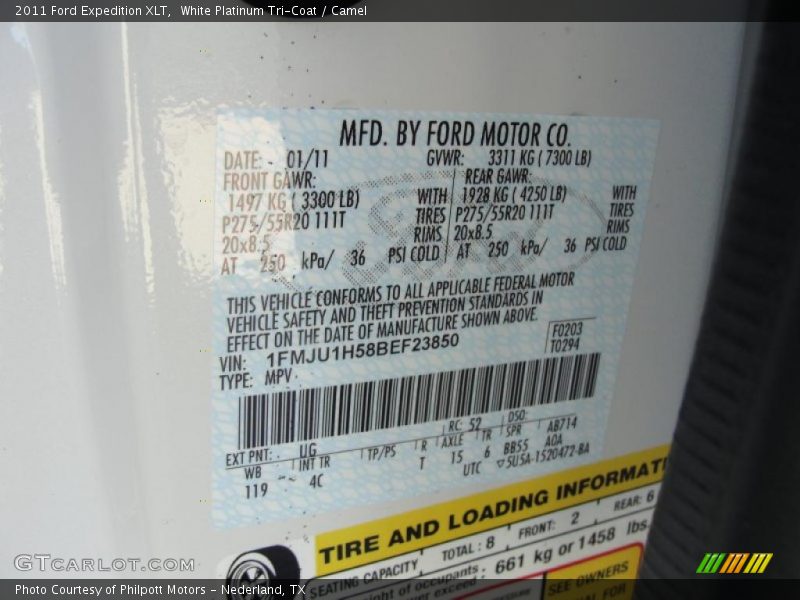 2011 Ford Expedition XLT,  White Platinum Tri-Coat / Camel
MFD. BY FORD MOTOR CO.
DATE: 01/11 GVWR: 3311 KG ( 7300 LB)
FRONT GAWR: REAR GAWR:
1497 KG ( 3300 LB) WITH 1928 KG ( 4250 LB) WITH
P275/55R20 111T TIRES P275/55R20 111T TIRES
20x8.5 RIMS 20x8.5 RIMS
AT 250 kPa/ 36 PSI COLD AT 250 kPa/ 36 PSI COLD
THIS VEHICLE CONFORMS TO ALL APPLICABLE FEDERAL MOTOR
VEHICLE SAFETY AND THEFT PREVENTION STANDARDS IN
EFFECT ON THE DATE OF MANUFACTURE SHOWN ABOVE.
VIN: 1FMJU1H58BEF23850 F0203
TYPE: MPV T0294
EXT PNT: UG RC: 52 DSO:
WB INT TR TP/PS R AXLE TR SPR AB714
119 -- 4C T 15 6 BB55 A0A
UTC ▽5U5A-1520472-BA
TIRE AND LOADING INFORMATI
SEATING CAPACITY TOTAL: 8 FRONT: 2 REAR: 6
weight of occupants 661 kg or 1458 lbs.
SEE OWNERS
GTCARLOT.COM
Photo Courtesy of Philpott Motors - Nederland, TX